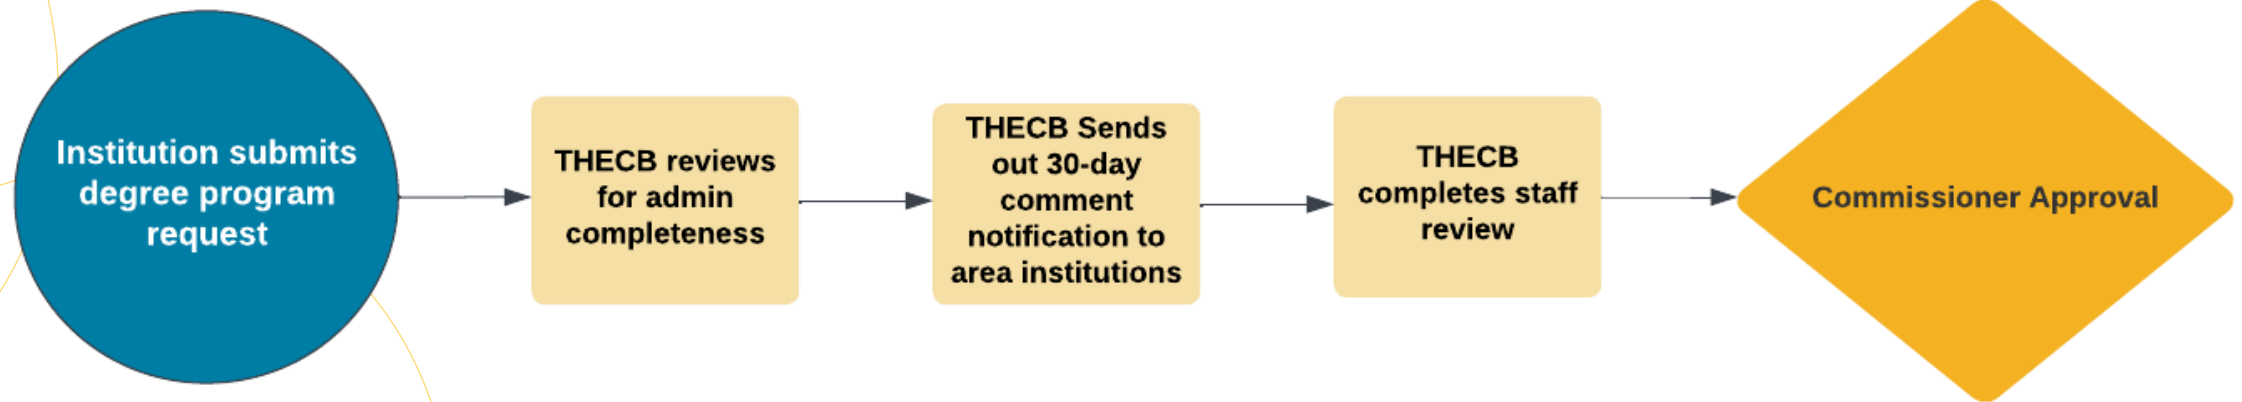 Institution submits
degree program
request
THECB reviews
for admin
completeness
THECB Sends
out 30-day
comment
notification to
area institutions
THECB
completes staff
review
Commissioner Approval